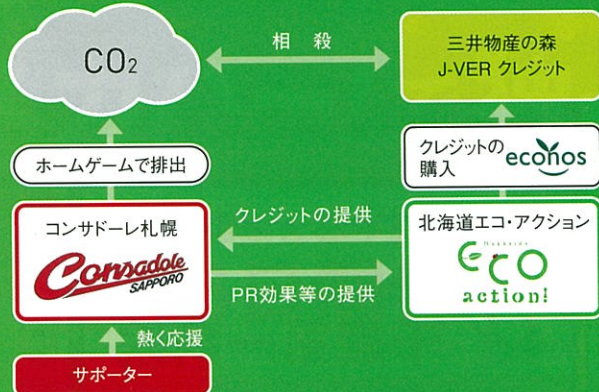 CO2
相殺
三井物産の森
J-VER クレジット
ホームゲームで排出
クレジットの
購入
econos
コンサドーレ札幌
Consadole
SAPPORO
クレジットの提供
PR効果等の提供
北海道エコ・アクション
Hokkaido
eco
action!
熱く応援
サポーター